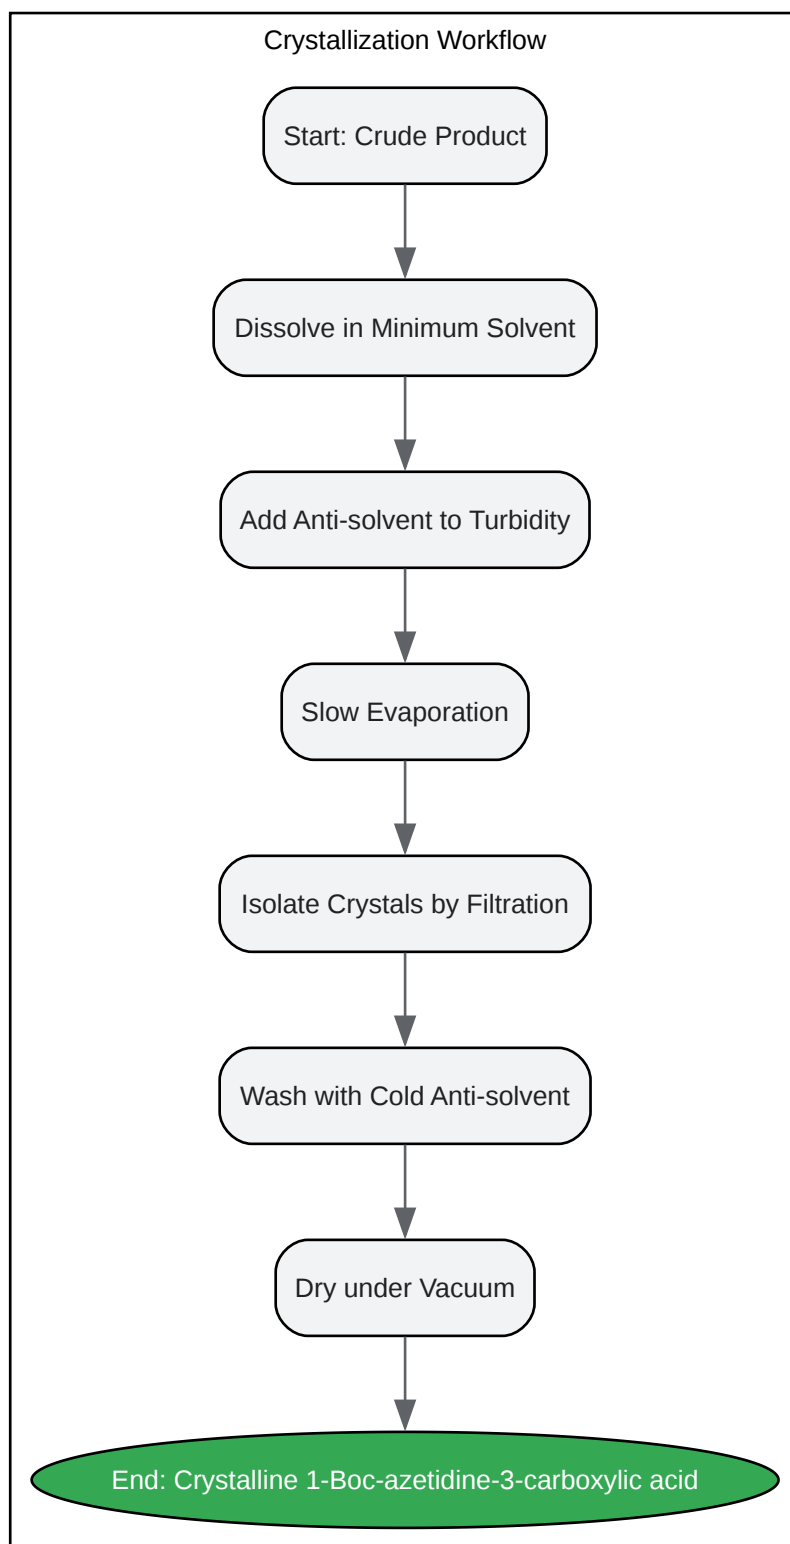 Crystallization Workflow
Start: Crude Product
Dissolve in Minimum Solvent
Add Anti-solvent to Turbidity
Slow Evaporation
Isolate Crystals by Filtration
Wash with Cold Anti-solvent
Dry under Vacuum
End: Crystalline 1-Boc-azetidine-3-carboxylic acid